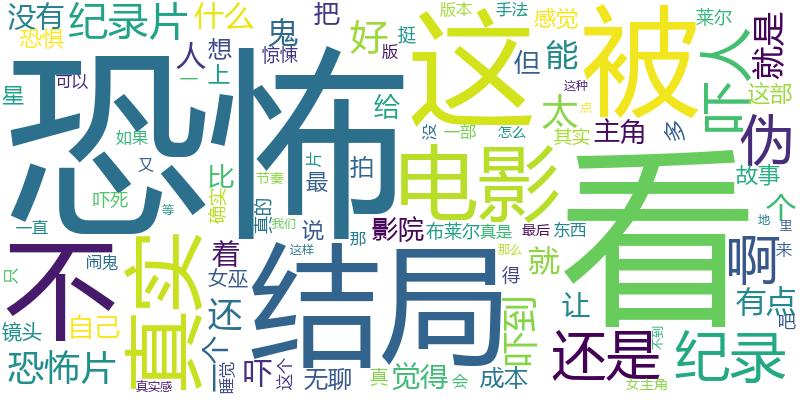 没有
纪录片
什么
鬼
把
好
挺
版本
手法
感觉
莱尔
恐惧
人
想
惊悚
版
但
能
就是
星
可以
一
上
恐怖
这
被
吓人
这部
给
太
这种
点
如果
又
片
没
一部
怎么
其实
主角
多
伪
拍
电影
吓死
确实
比
节奏
最
故事
不
真实
等
真的
我们
说
影院
布莱尔
真是
最后
东西
看
个
地
里
一直
着
那
啊
来
只
闹鬼
女巫
这样
结局
那么
得
就
有点
镜头
自己
还
让
吧
吓到
还是
纪录
不到
恐怖片
一个
睡觉
吓
这个
无聊
真
觉得
会
成本
真实感
女主角